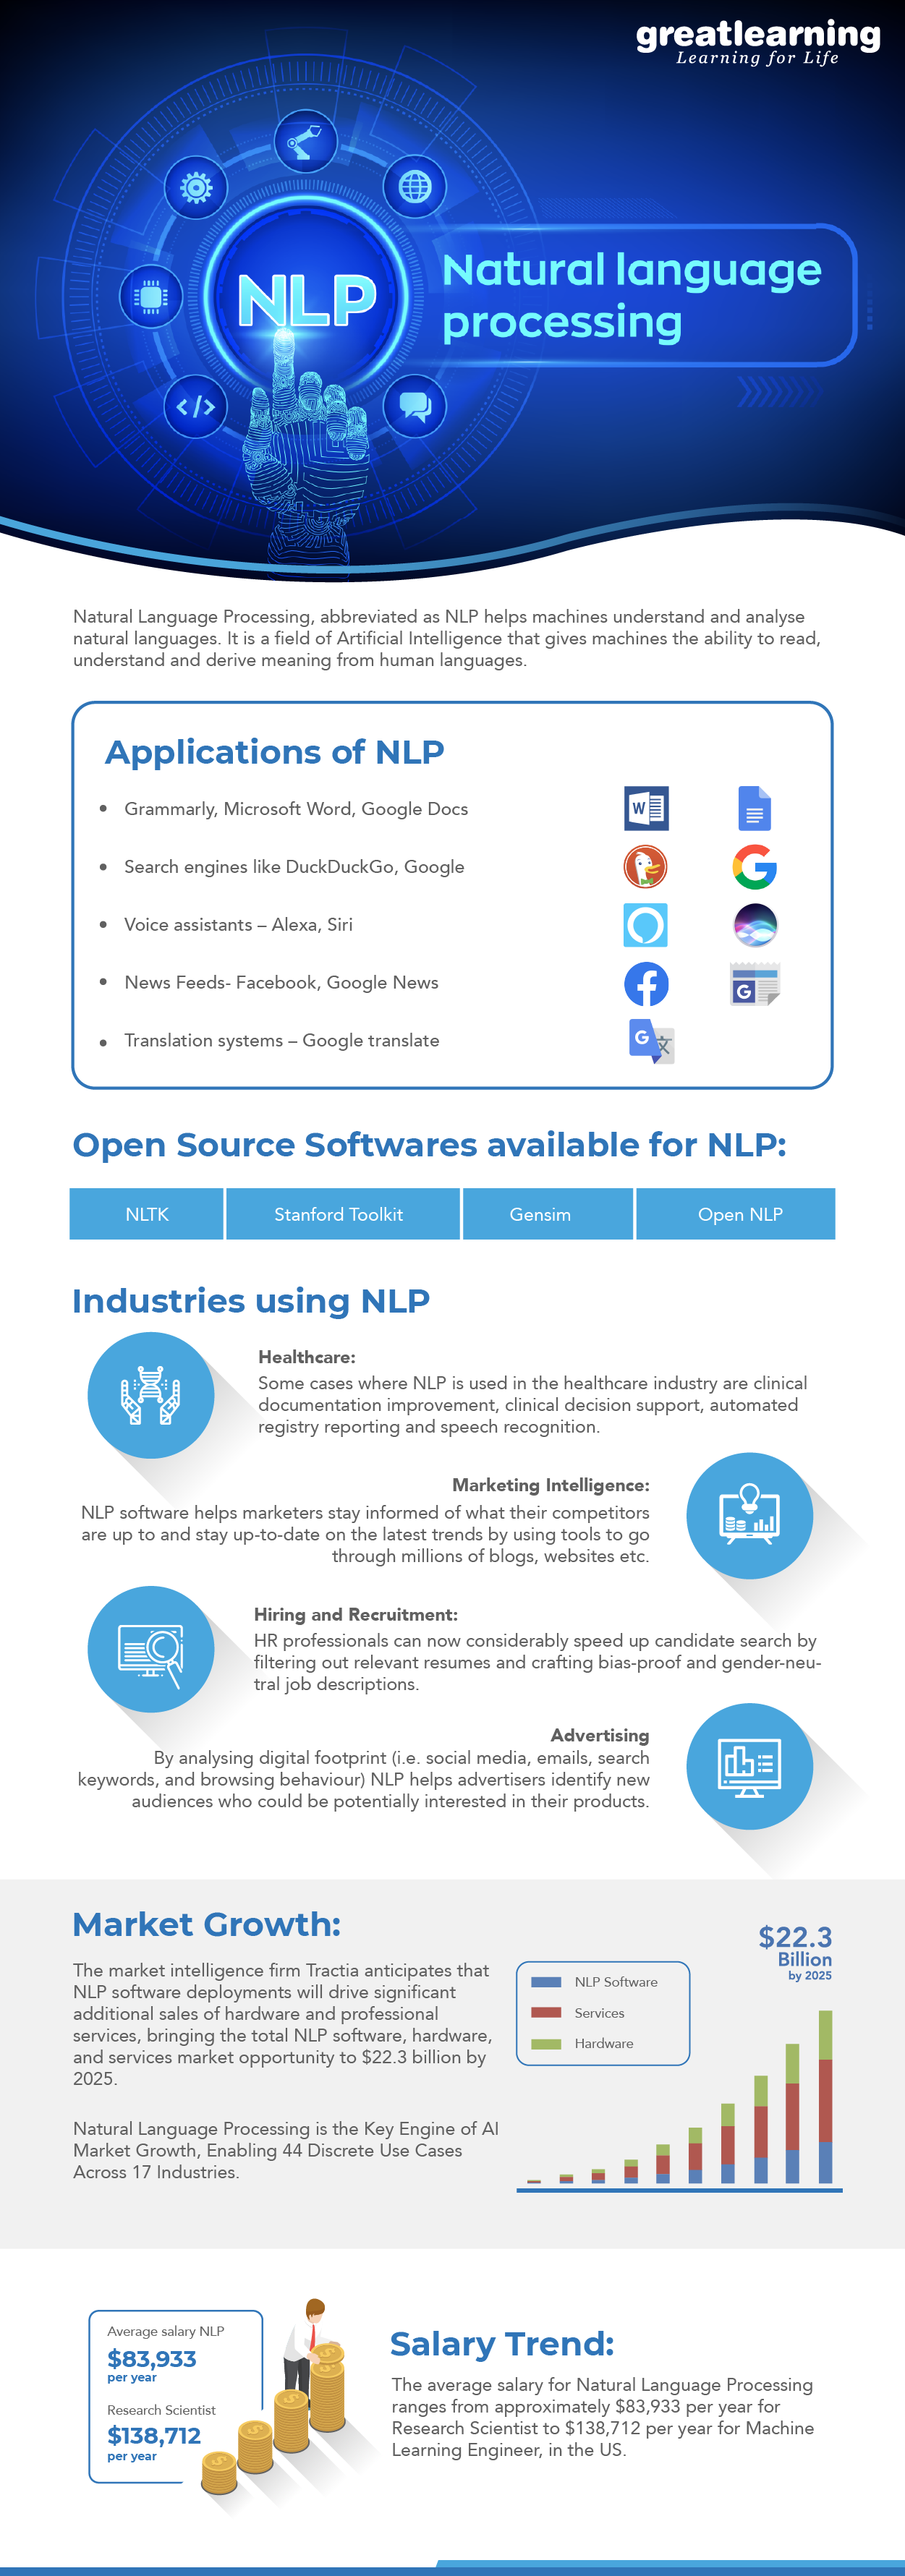 greatlearning
Learning for Life
NLP
Natural language
processing
Natural Language Processing, abbreviated as NLP helps machines understand and analyse
natural languages. It is a field of Artificial Intelligence that gives machines the ability to read,
understand and derive meaning from human languages.
Applications of NLP
• Grammarly, Microsoft Word, Google Docs
W
• Search engines like DuckDuckGo, Google
G
• Voice assistants – Alexa, Siri
• News Feeds- Facebook, Google News
f
G
• Translation systems – Google translate
G 文
Open Source Softwares available for NLP:
NLTK
Stanford Toolkit
Gensim
Open NLP
Industries using NLP
Healthcare:
Some cases where NLP is used in the healthcare industry are clinical
documentation improvement, clinical decision support, automated
registry reporting and speech recognition.
Marketing Intelligence:
NLP software helps marketers stay informed of what their competitors
are up to and stay up-to-date on the latest trends by using tools to go
through millions of blogs, websites etc.
Hiring and Recruitment:
HR professionals can now considerably speed up candidate search by
filtering out relevant resumes and crafting bias-proof and gender-neu-
tral job descriptions.
Advertising
By analysing digital footprint (i.e. social media, emails, search
keywords, and browsing behaviour) NLP helps advertisers identify new
audiences who could be potentially interested in their products.
Market Growth:
The market intelligence firm Tractia anticipates that
NLP software deployments will drive significant
additional sales of hardware and professional
services, bringing the total NLP software, hardware,
and services market opportunity to $22.3 billion by
2025.
Natural Language Processing is the Key Engine of AI
Market Growth, Enabling 44 Discrete Use Cases
Across 17 Industries.
$22.3
Billion
by 2025
NLP Software
Services
Hardware
Average salary NLP
$83,933
per year
Research Scientist
$138,712
per year
Salary Trend:
The average salary for Natural Language Processing
ranges from approximately $83,933 per year for
Research Scientist to $138,712 per year for Machine
Learning Engineer, in the US.